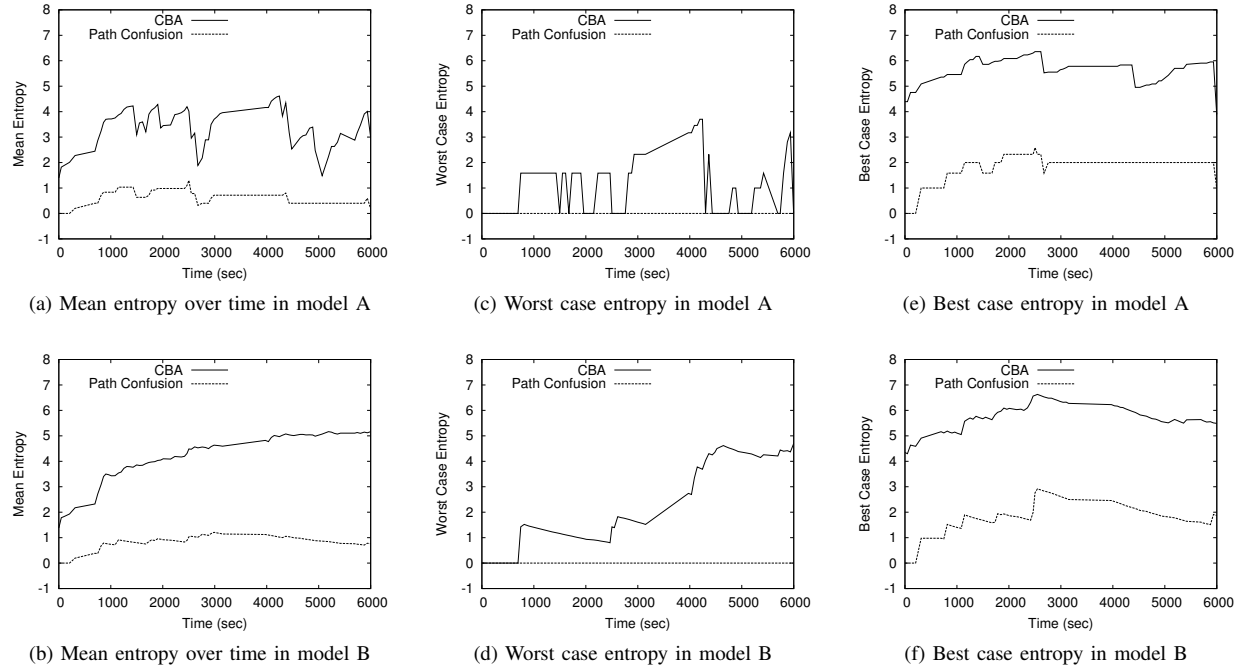 8
7
6
5
4
3
2
1
0
-1
Mean Entropy
CBA
Path Confusion
0 1000 2000 3000 4000 5000 6000
Time (sec)
(a) Mean entropy over time in model A
8
7
6
5
4
3
2
1
0
-1
Worst Case Entropy
CBA
Path Confusion
0 1000 2000 3000 4000 5000 6000
Time (sec)
(c) Worst case entropy in model A
8
7
6
5
4
3
2
1
0
-1
Best Case Entropy
CBA
Path Confusion
0 1000 2000 3000 4000 5000 6000
Time (sec)
(e) Best case entropy in model A
8
7
6
5
4
3
2
1
0
-1
Mean Entropy
CBA
Path Confusion
0 1000 2000 3000 4000 5000 6000
Time (sec)
(b) Mean entropy over time in model B
8
7
6
5
4
3
2
1
0
-1
Worst Case Entropy
CBA
Path Confusion
0 1000 2000 3000 4000 5000 6000
Time (sec)
(d) Worst case entropy in model B
8
7
6
5
4
3
2
1
0
-1
Best Case Entropy
CBA
Path Confusion
0 1000 2000 3000 4000 5000 6000
Time (sec)
(f) Best case entropy in model B